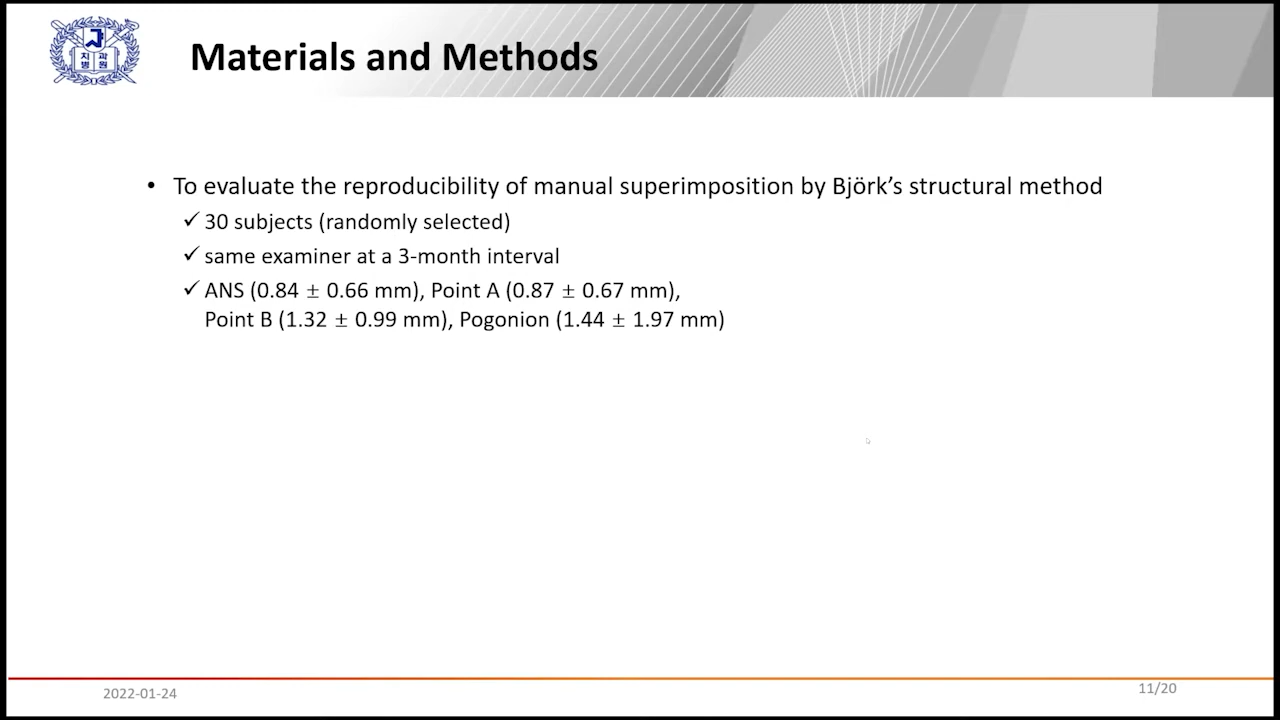 Materials and Methods
• To evaluate the reproducibility of manual superimposition by Björk’s structural method
✓ 30 subjects (randomly selected)
✓ same examiner at a 3-month interval
✓ ANS (0.84 ± 0.66 mm), Point A (0.87 ± 0.67 mm),
Point B (1.32 ± 0.99 mm), Pogonion (1.44 ± 1.97 mm)
2022-01-24
11/20